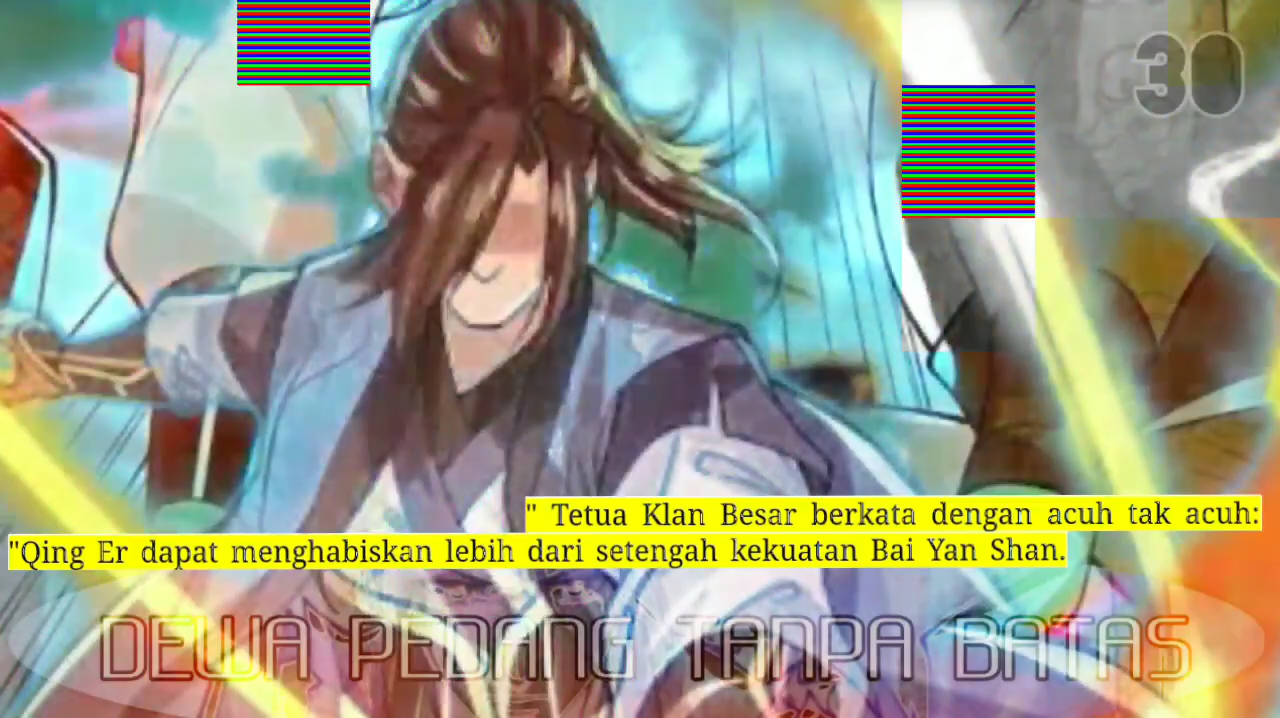 30
" Tetua Klan Besar berkata dengan acuh tak acuh:
"Qing Er dapat menghabiskan lebih dari setengah kekuatan Bai Yan Shan.
DEWA PEDANG TANPA BATAS